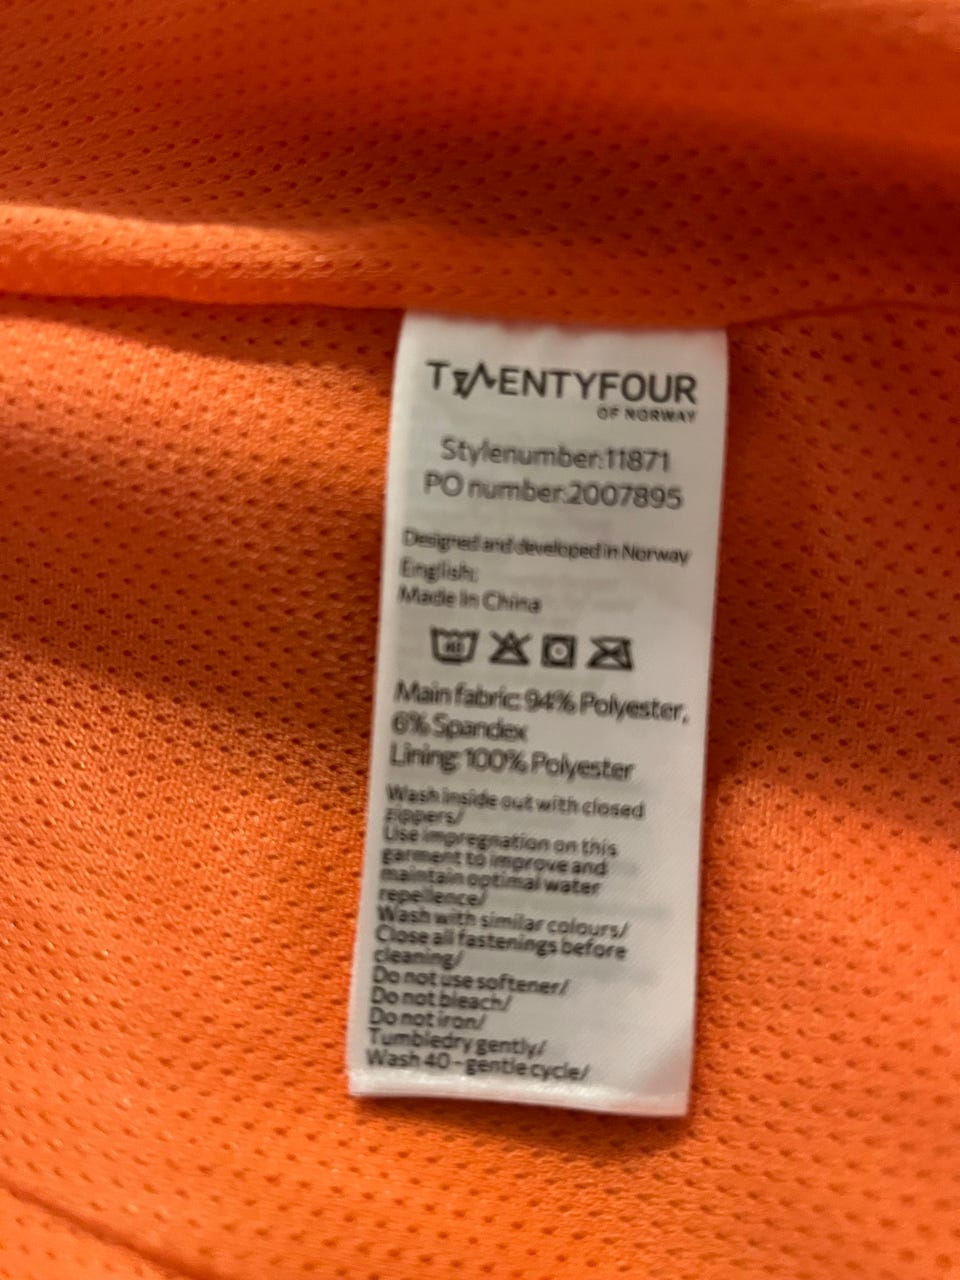 TWENTYFOUR
OF NORWAY
Stylenumber:11871
PO number:2007895
Designed and developed in Norway
English:
Made In China
40
Main fabric: 94% Polyester,
6% Spandex
Lining: 100% Polyester
Wash inside out with closed
zippers/
Use impregnation on this
garment to improve and
maintain optimal water
repellence/
Wash with similar colours/
Close all fastenings before
cleaning/
Do not use softener/
Do not bleach/
Do not iron/
Tumbledry gently/
Wash 40 - gentle cycle/